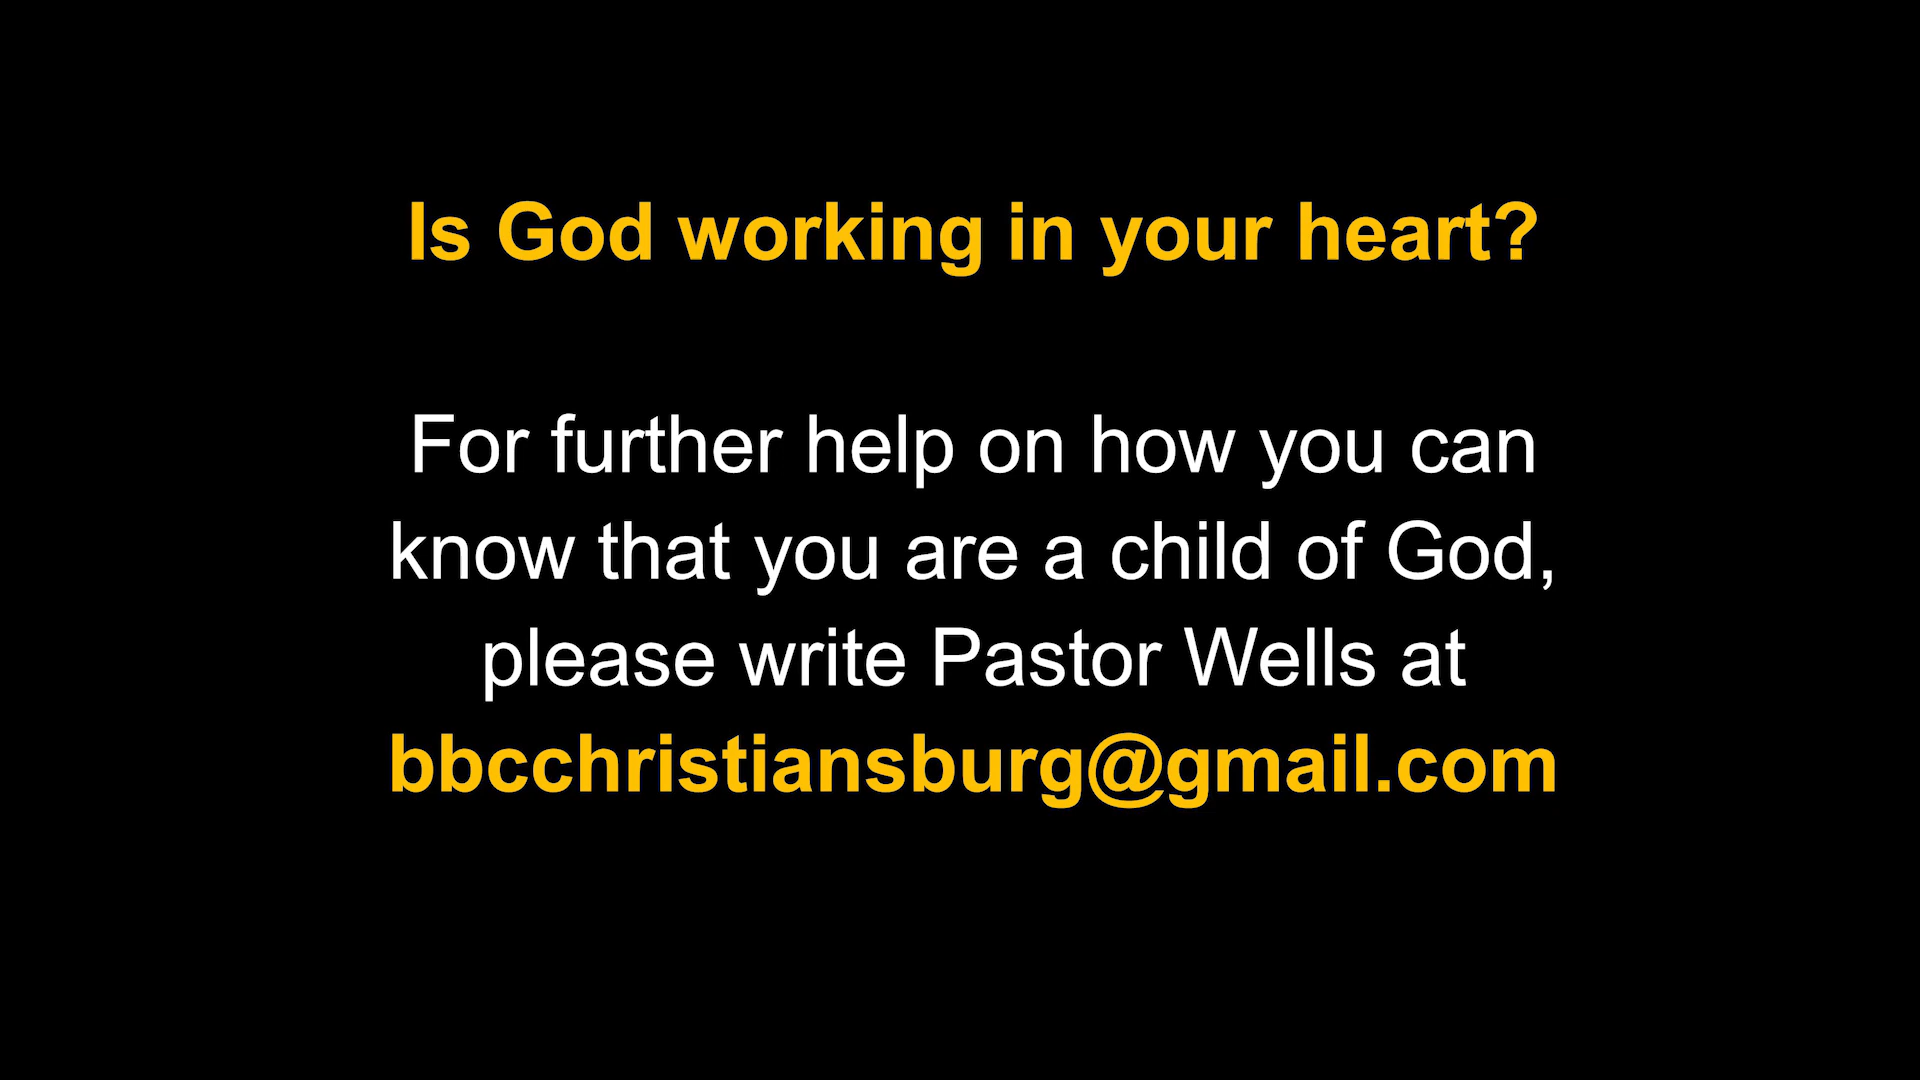 Is God working in your heart?
For further help on how you can
know that you are a child of God,
please write Pastor Wells at
bbcchristiansburg@gmail.com